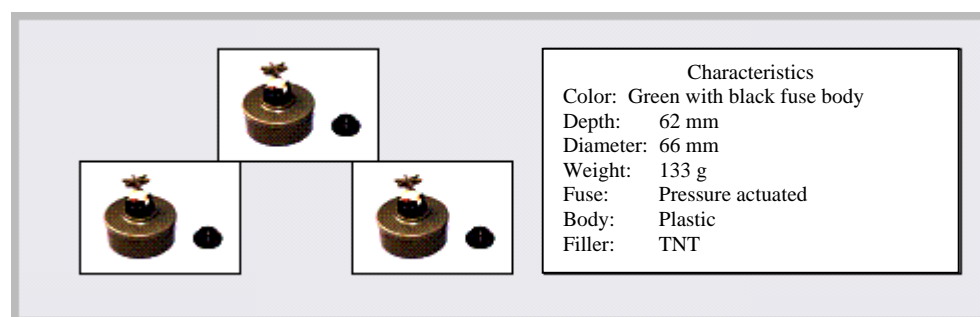 Characteristics
Color: Green with black fuse body
Depth: 62 mm
Diameter: 66 mm
Weight: 133 g
Fuse: Pressure actuated
Body: Plastic
Filler: TNT